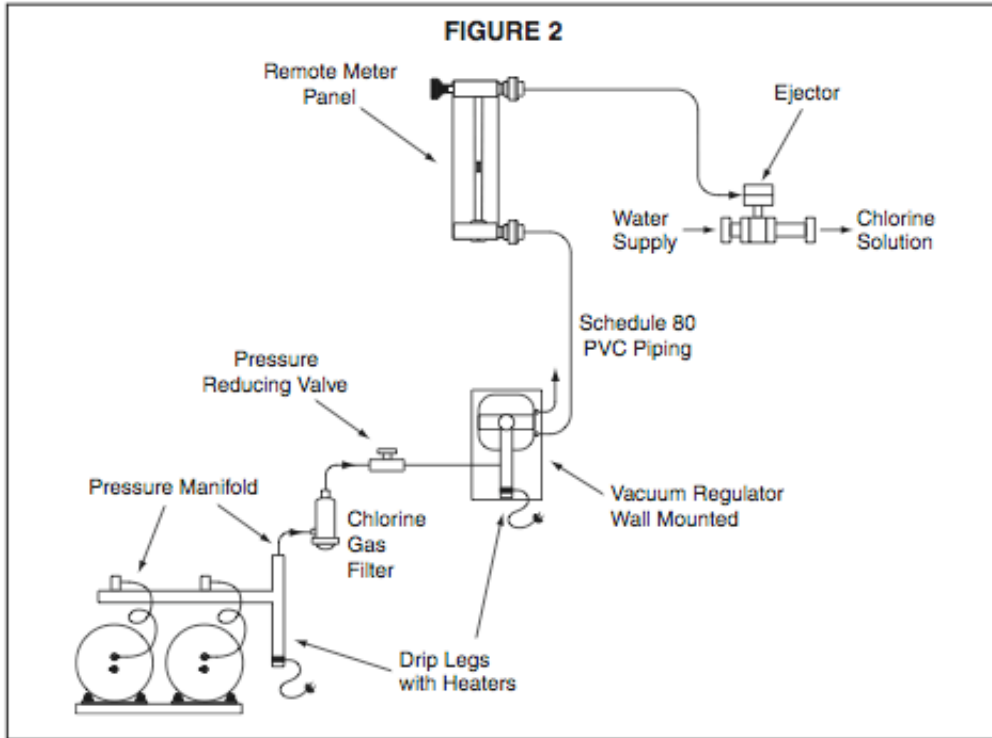 FIGURE 2
Remote Meter
Panel
Ejector
Water
Supply
Chlorine
Solution
Schedule 80
PVC Piping
Pressure
Reducing Valve
Pressure Manifold
Chlorine
Gas
Filter
Vacuum Regulator
Wall Mounted
Drip Legs
with Heaters